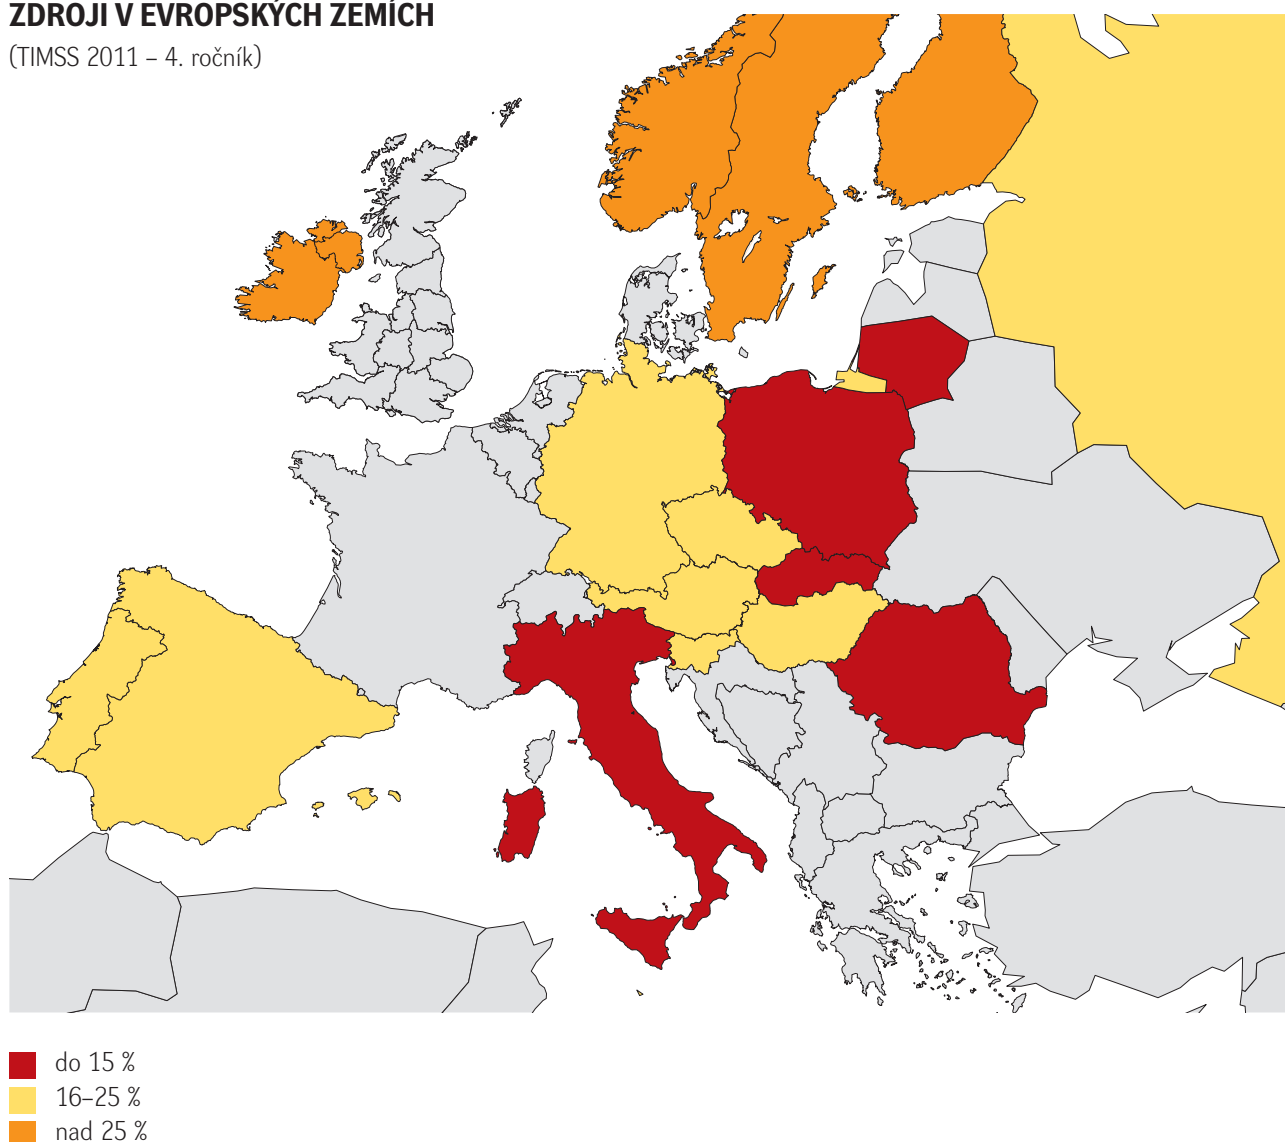 ZDROJI V EVROPSKÝCH ZEMÍCH
(TIMSS 2011 – 4. ročník)
do 15 %
16–25 %
nad 25 %